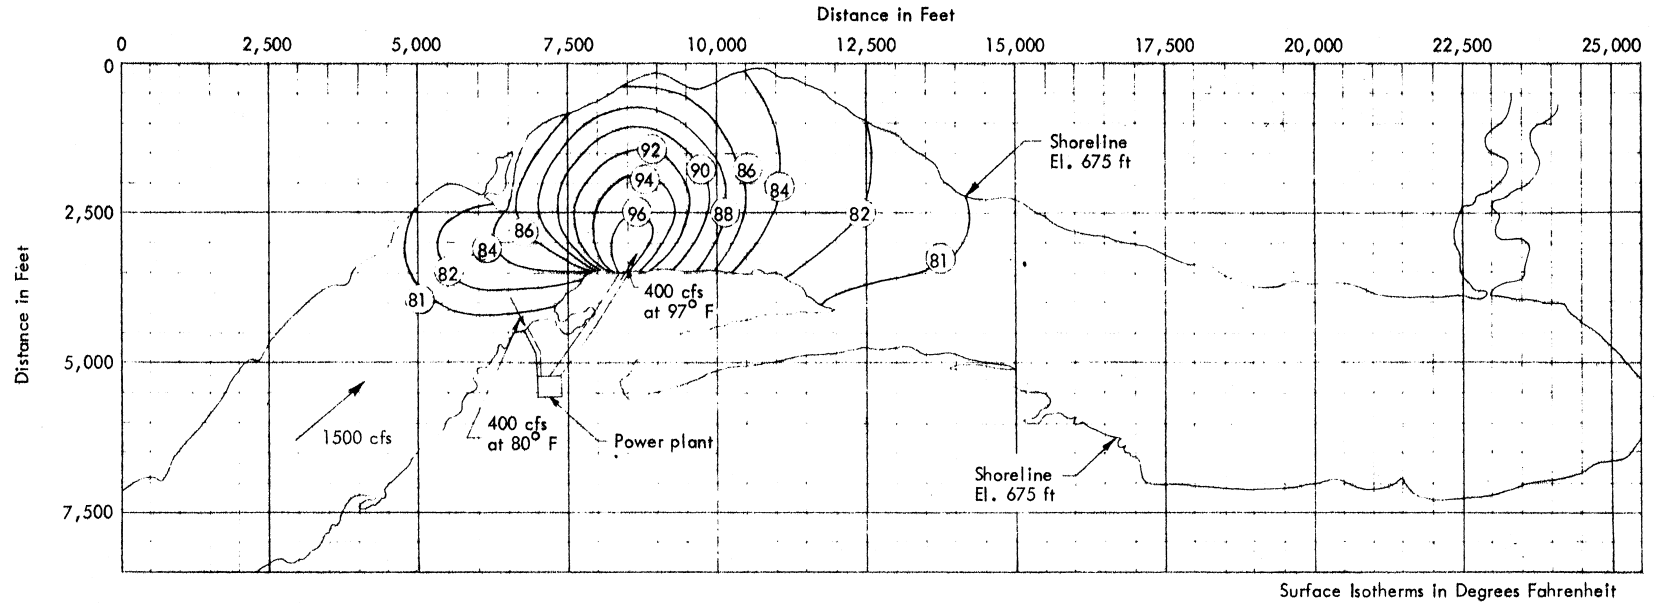 Distance in Feet
0 2,500 5,000 7,500 10,000 12,500 15,000 17,500 20,000 22,500 25,000
0
2,500
5,000
7,500
Distance in Feet
92
90
86
94
84
96
88
82
86
84
82
81
81
Shoreline
El. 675 ft
400 cfs
at 97° F
1500 cfs
400 cfs
at 80° F
Power plant
Shoreline
El. 675 ft
Surface Isotherms in Degrees Fahrenheit